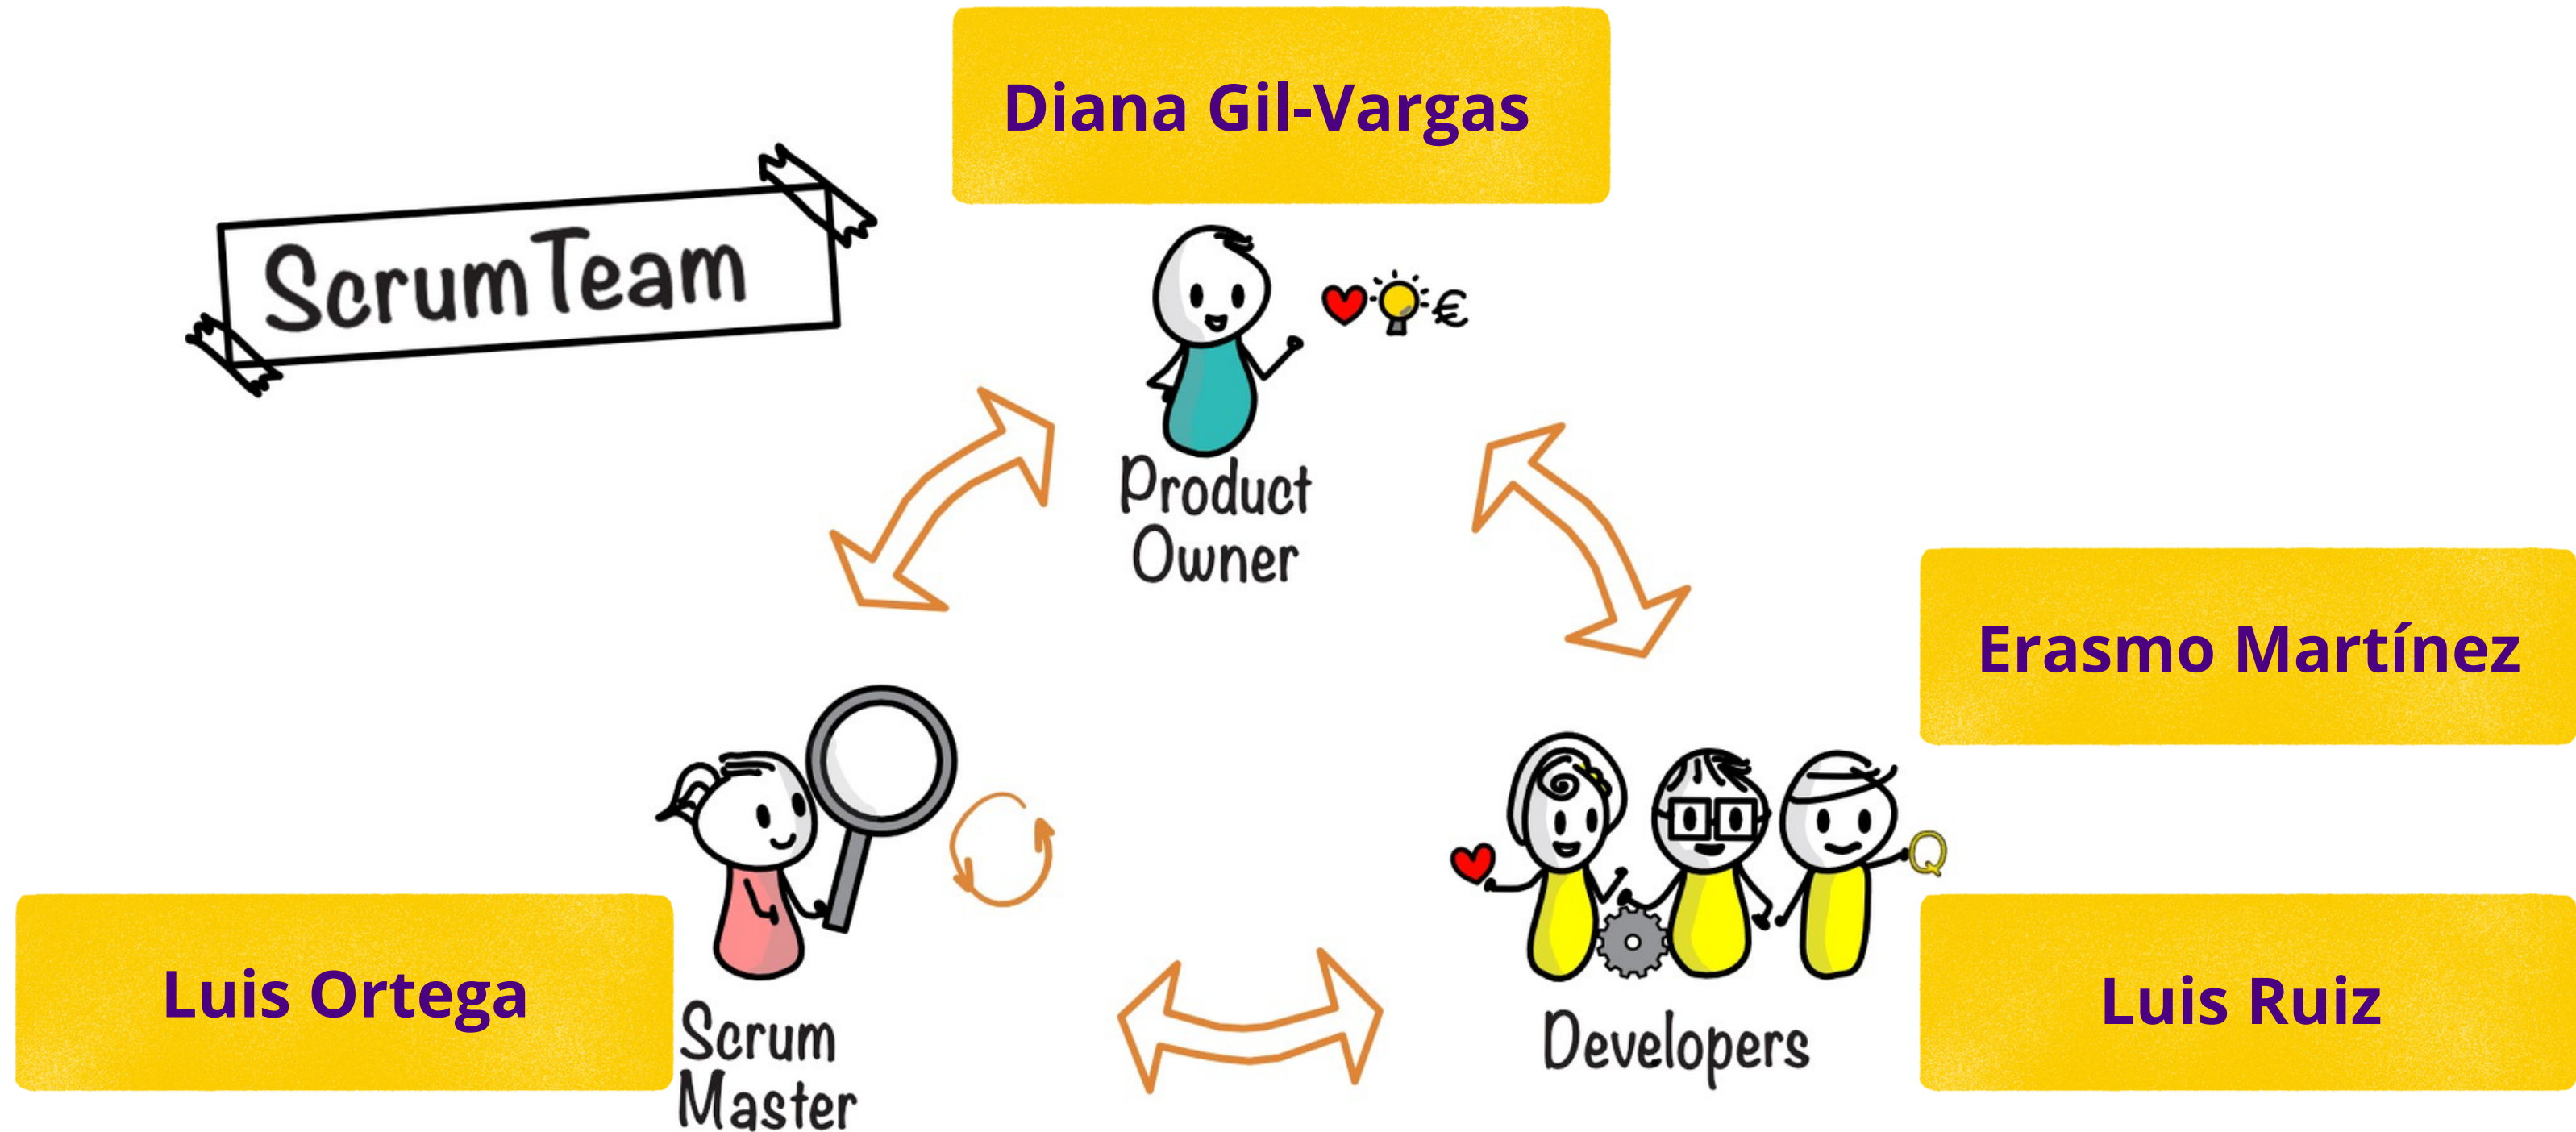 Diana Gil-Vargas
ScrumTeam
€
Product
Owner
Erasmo Martínez
Q
Luis Ortega
Luis Ruiz
Scrum
Master
Developers